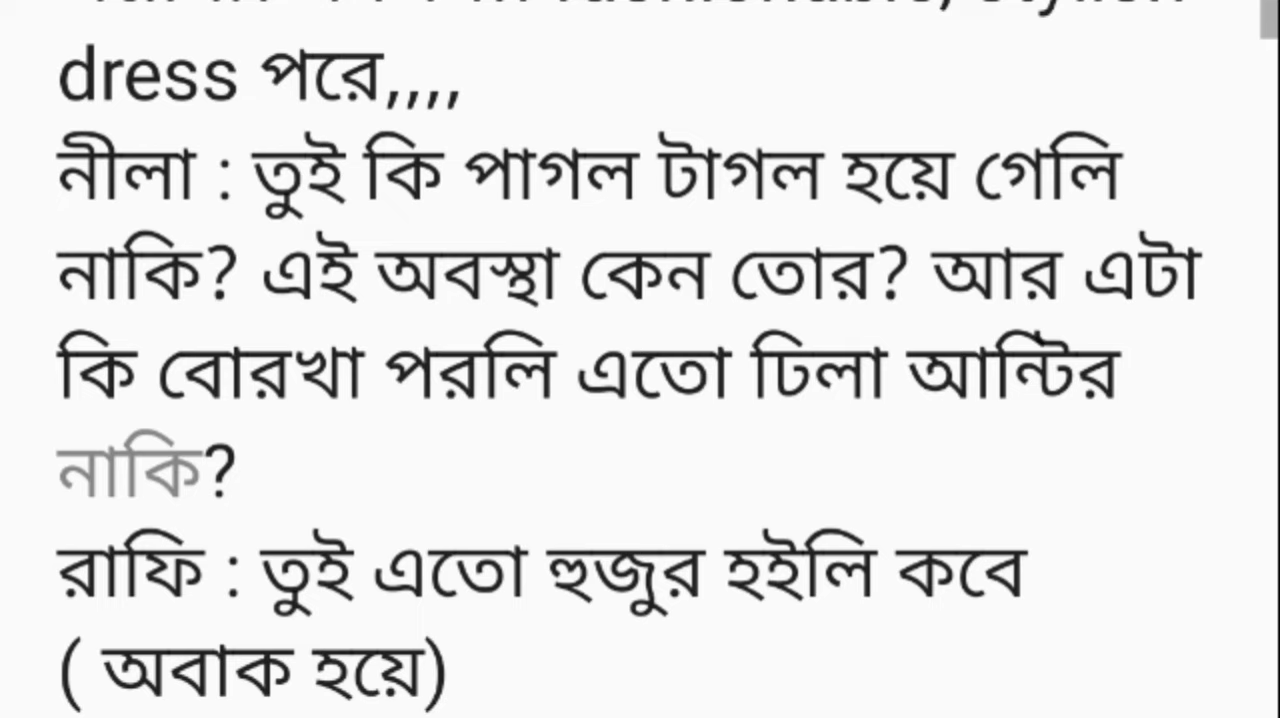 dress পরে,,,,
নীলা : তুই কি পাগল টাগল হয়ে গেলি
নাকি? এই অবস্থা কেন তোর? আর এটা
কি বোরখা পরলি এতো ঢিলা আন্টির
নাকি?
রাফি : তুই এতো হুজুর হইলি কবে
( অবাক হয়ে)